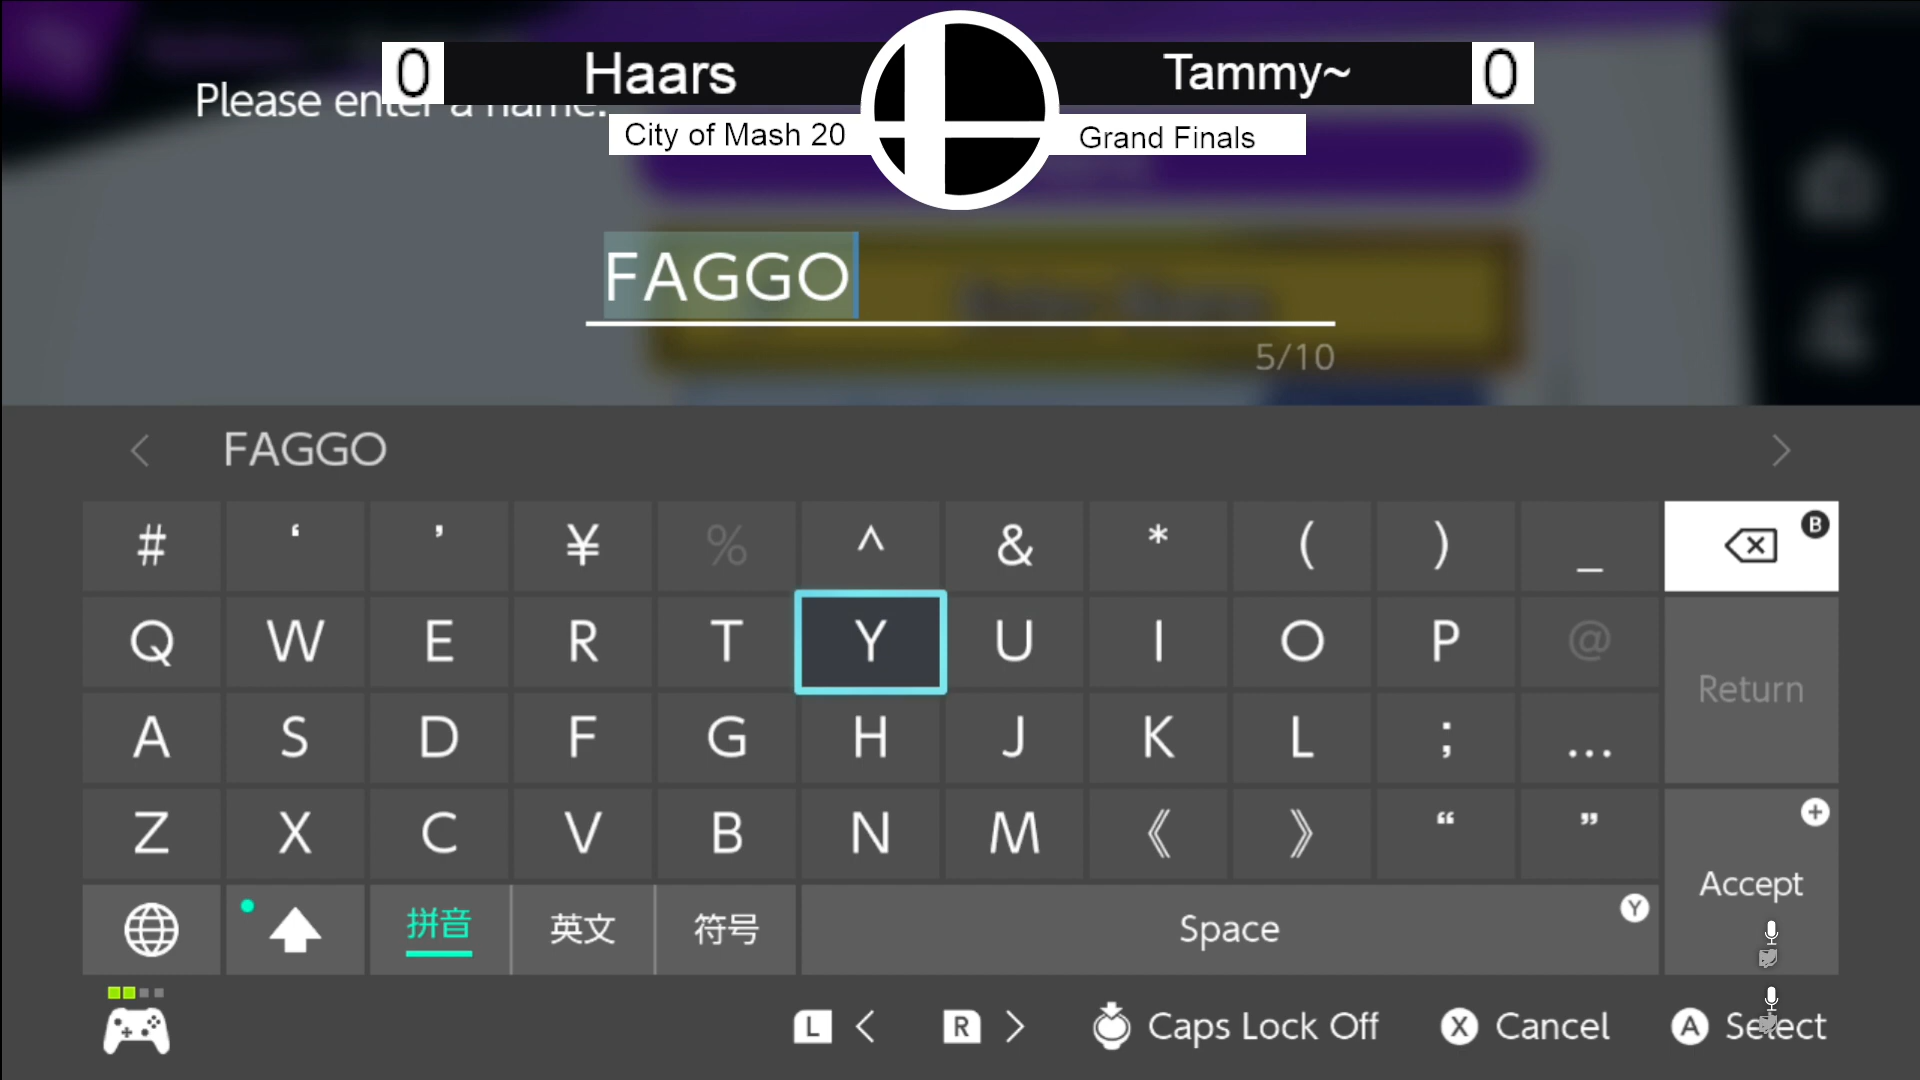 0 Haars Tammy~ 0
Please enter a name.
City of Mash 20 Grand Finals
FAGGO
5/10
FAGGO
# ‘ ’ ¥ % ^ & * ( ) _ B
Q W E R T Y U I O P @ Return
A S D F G H J K L ; ...
Z X C V B N M 《 》 “ ” +
Accept
拼音 英文 符号 Space Y
L < R > Caps Lock Off X Cancel A Select